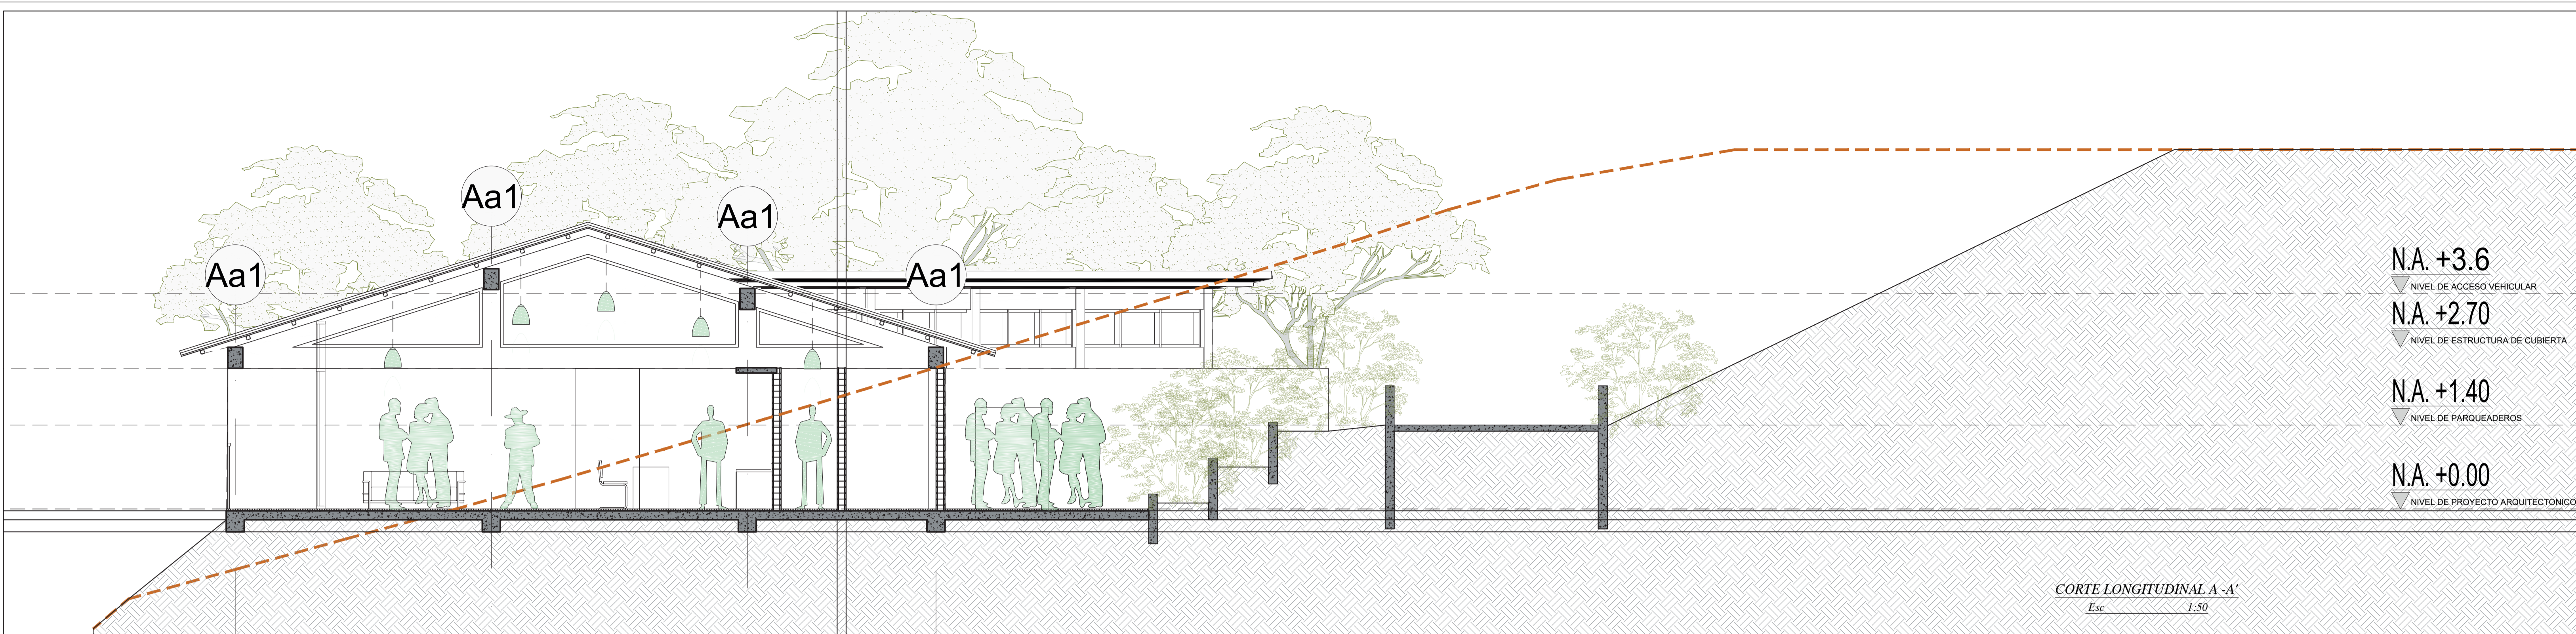 Aa1
Aa1
Aa1
Aa1
N.A. +3.6
NIVEL DE ACCESO VEHICULAR
N.A. +2.70
NIVEL DE ESTRUCTURA DE CUBIERTA
N.A. +1.40
NIVEL DE PARQUEADEROS
N.A. +0.00
NIVEL DE PROYECTO ARQUITECTONICO
CORTE LONGITUDINAL A -A'
Esc 1:50